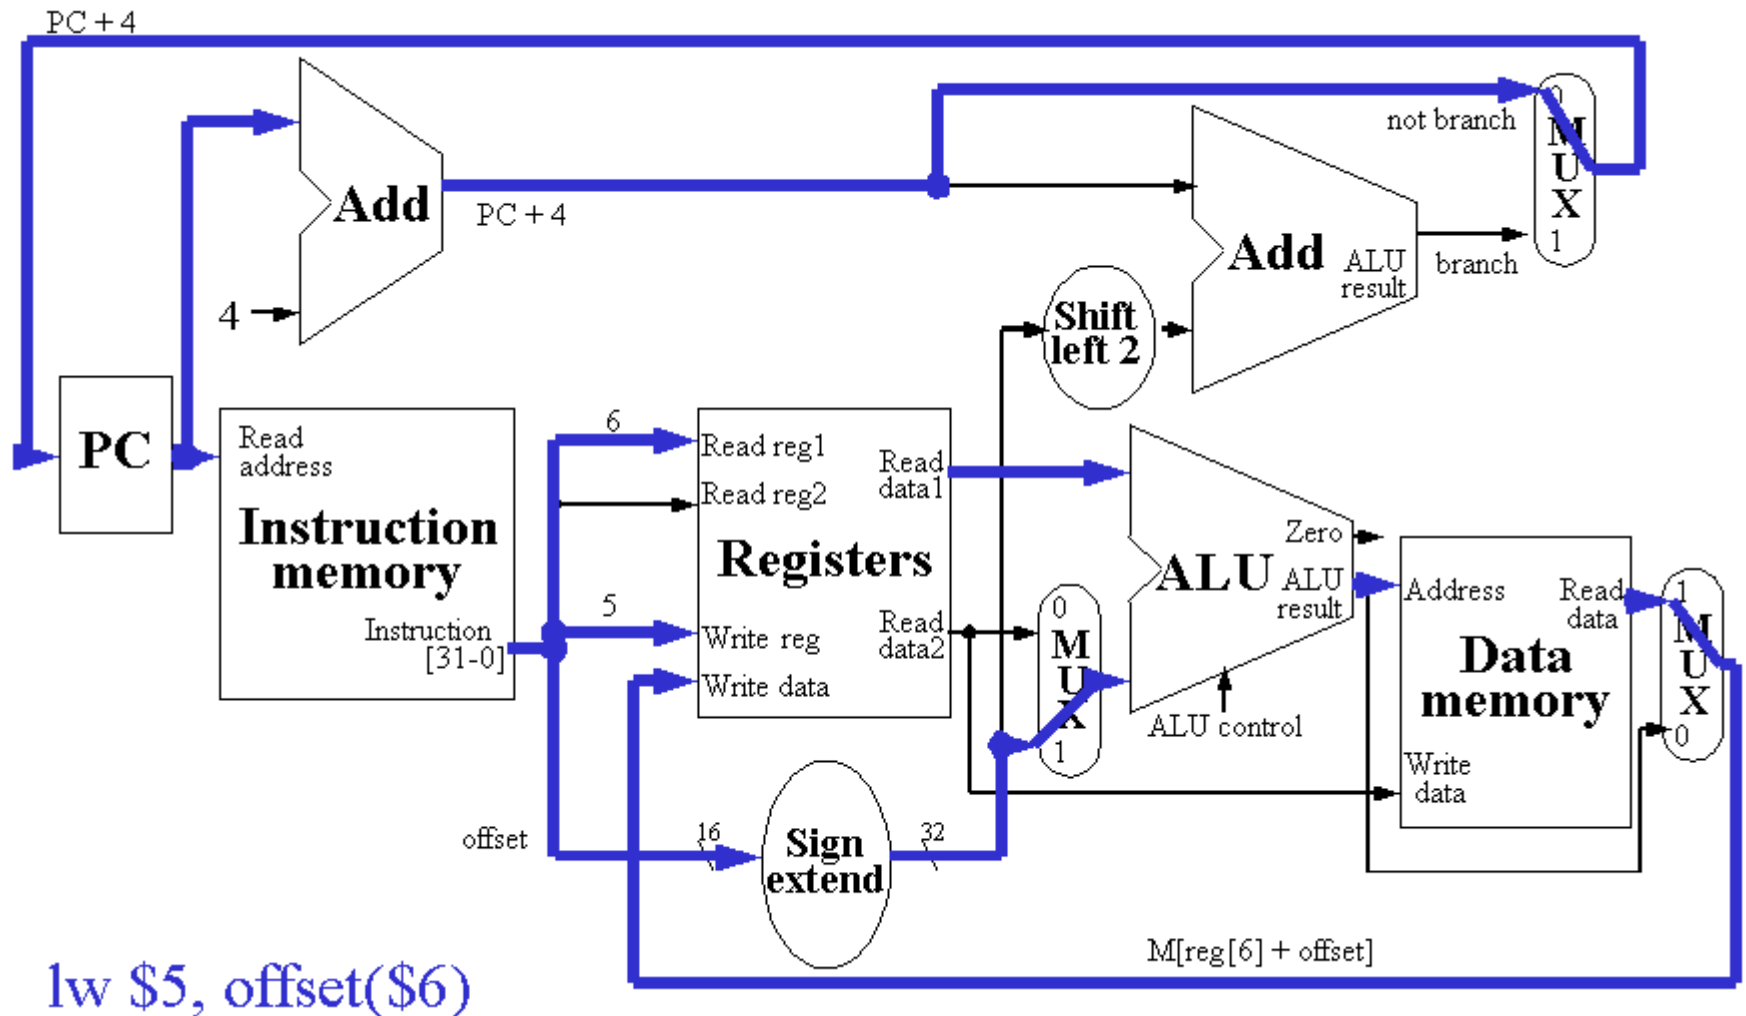 PC + 4
0
not branch
M
U
X
1
Add
PC + 4
4
Add
ALU
result
branch
Shift
left 2
PC
Read
address
Instruction
memory
Instruction
[31-0]
6
5
Read reg1
Read reg2
Registers
Write reg
Write data
Read
data1
Read
data2
0
M
U
X
1
Zero
ALU
ALU
result
ALU control
Address
Read
data
Data
memory
Write
data
1
M
U
X
0
offset
16
Sign
extend
32
M[reg[6] + offset]
lw $5, offset($6)